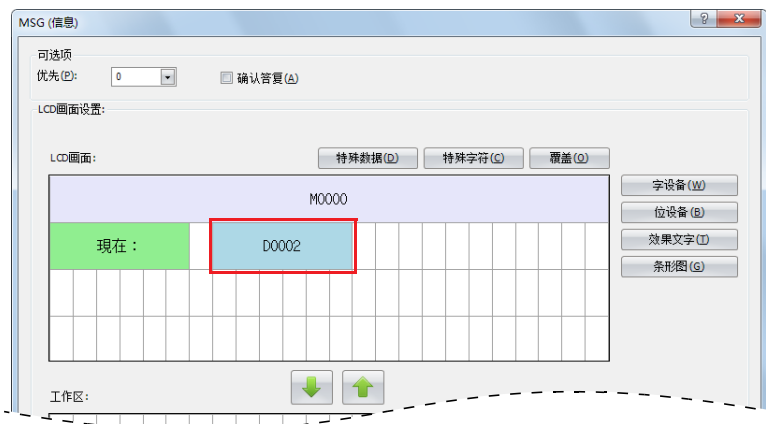 MSG (信息)
可选项
优先(P): 0 确认答复(A)
LCD画面设置:
LCD画面: 特殊数据(D) 特殊字符(C) 覆盖(O)
M0000
字设备(W)
位设备(B)
現在： D0002
效果文字(T)
条形图(G)
工作区: